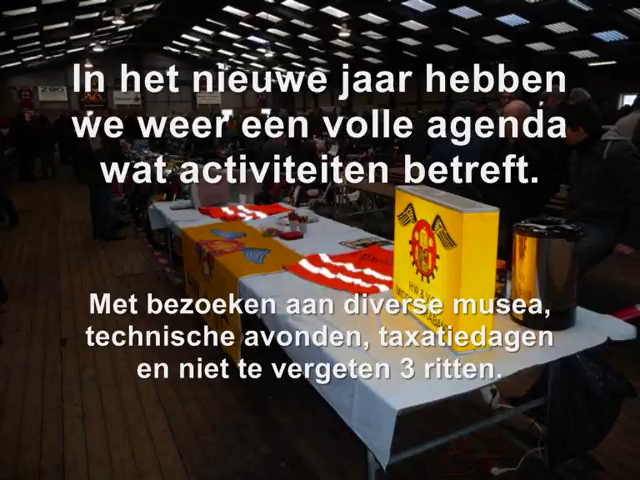 In het nieuwe jaar hebben
we weer een volle agenda
wat activiteiten betreft.
Met bezoeken aan diverse musea,
technische avonden, taxatiedagen
en niet te vergeten 3 ritten.